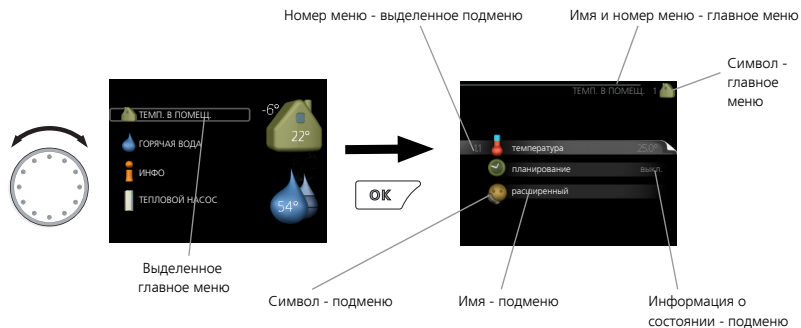 Номер меню - выделенное подменю
Имя и номер меню - главное меню
Символ -
главное
меню
ТЕМП. В ПОМЕЩ.
-6°
22°
ГОРЯЧАЯ ВОДА
ИНФО
ТЕПЛОВОЙ НАСОС
54°
OK
ТЕМП. В ПОМЕЩ. 1
1.1 температура 25.0°
планирование выкл.
расширенный
Выделенное
главное меню
Символ - подменю
Имя - подменю
Информация о
состоянии - подменю